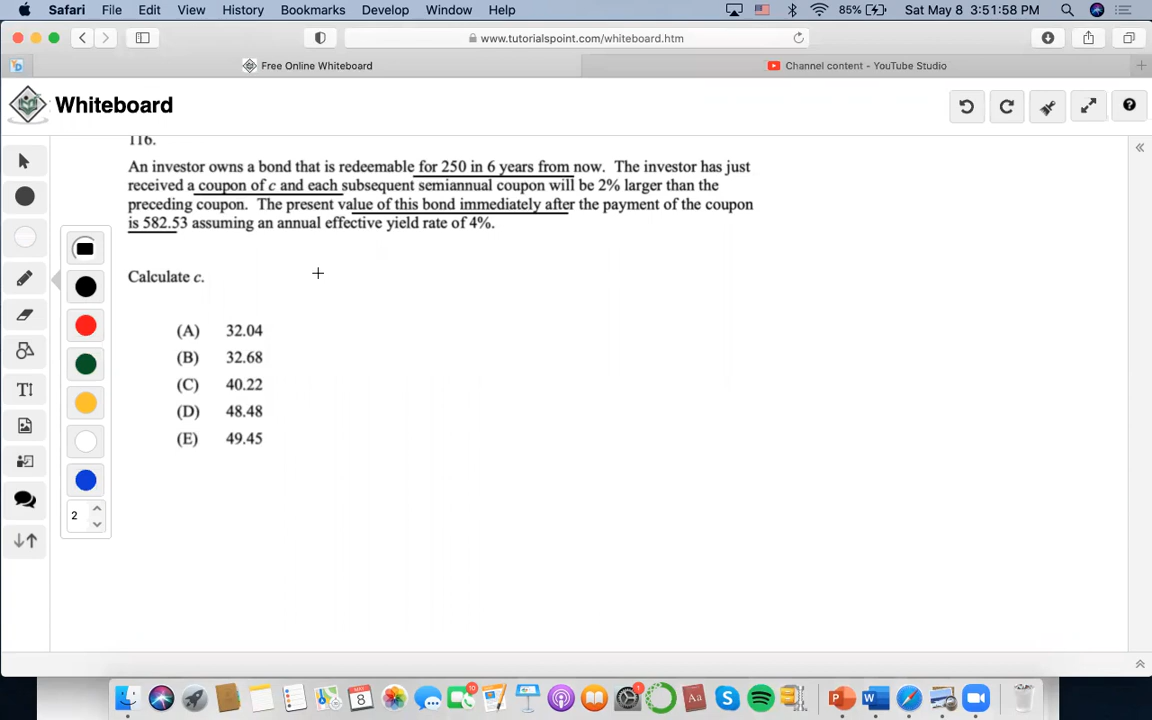 Safari File Edit View History Bookmarks Develop Window Help 85% Sat May 8 3:51:58 PM
www.tutorialspoint.com/whiteboard.htm
Free Online Whiteboard Channel content - YouTube Studio
Whiteboard
116.
An investor owns a bond that is redeemable for 250 in 6 years from now. The investor has just
received a coupon of c and each subsequent semiannual coupon will be 2% larger than the
preceding coupon. The present value of this bond immediately after the payment of the coupon
is 582.53 assuming an annual effective yield rate of 4%.
Calculate c.
(A) 32.04
(B) 32.68
(C) 40.22
(D) 48.48
(E) 49.45
2